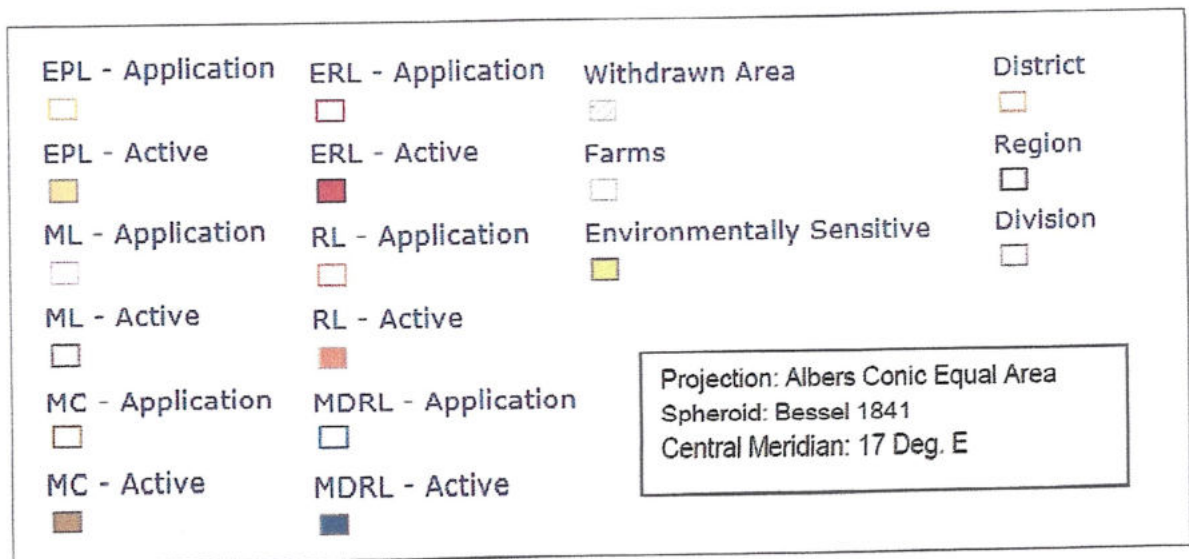 EPL - Application
EPL - Active
ML - Application
ML - Active
MC - Application
MC - Active
ERL - Application
ERL - Active
RL - Application
RL - Active
MDRL - Application
MDRL - Active
Withdrawn Area
Farms
Environmentally Sensitive
District
Region
Division
Projection: Albers Conic Equal Area
Spheroid: Bessel 1841
Central Meridian: 17 Deg. E